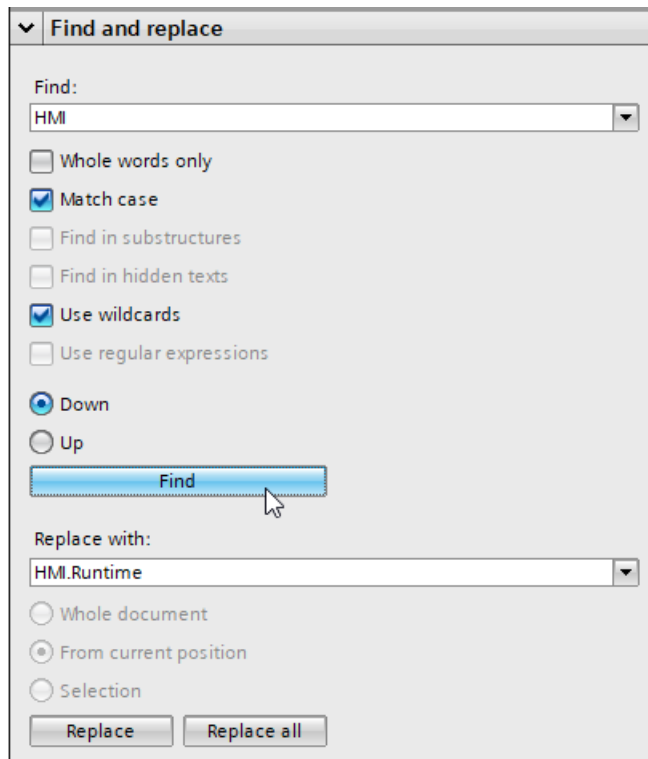 Find and replace
Find:
HMI
Whole words only
Match case
Find in substructures
Find in hidden texts
Use wildcards
Use regular expressions
Down
Up
Find
Replace with:
HMI.Runtime
Whole document
From current position
Selection
Replace Replace all